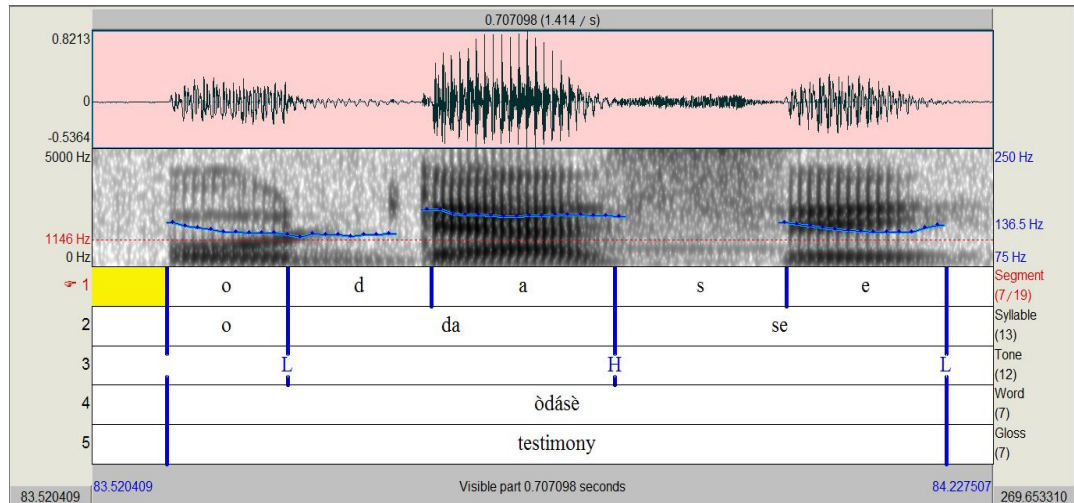 0.707098 (1.414 / s)
0.8213
0
-0.5364
5000 Hz 250 Hz
136.5 Hz
1146 Hz
0 Hz 75 Hz
☞ 1 o d a s e Segment (7/19)
2 o da se Syllable (13)
3 L H L Tone (12)
4 òdásè Word (7)
5 testimony Gloss (7)
83.520409 Visible part 0.707098 seconds 84.227507
83.520409 269.653310